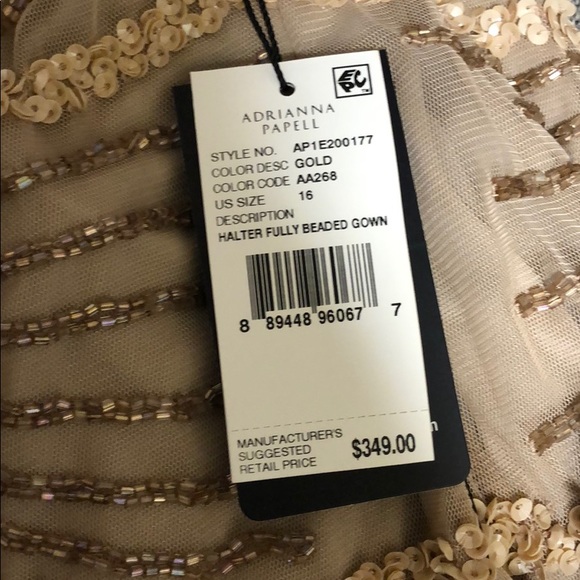 EPC
ADRIANNA
PAPELL
STYLE NO. AP1E200177
COLOR DESC GOLD
COLOR CODE AA268
US SIZE 16
DESCRIPTION
HALTER FULLY BEADED GOWN
8 89448 96067 7
MANUFACTURER'S
SUGGESTED
RETAIL PRICE
$349.00